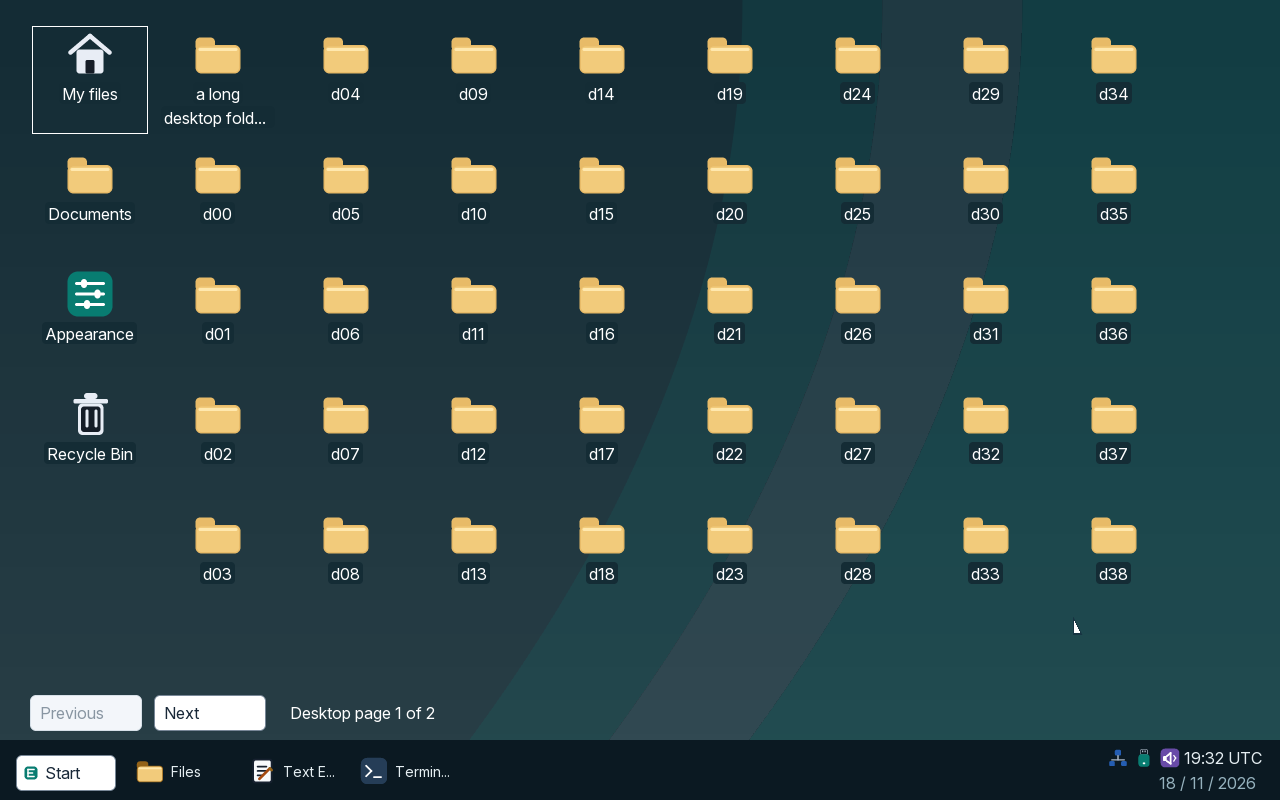 My files
a long
desktop fold...
d04
d09
d14
d19
d24
d29
d34
Documents
d00
d05
d10
d15
d20
d25
d30
d35
Appearance
d01
d06
d11
d16
d21
d26
d31
d36
Recycle Bin
d02
d07
d12
d17
d22
d27
d32
d37
d03
d08
d13
d18
d23
d28
d33
d38
Previous
Next
Desktop page 1 of 2
Start
Files
Text E...
Termin...
19:32 UTC
18 / 11 / 2026